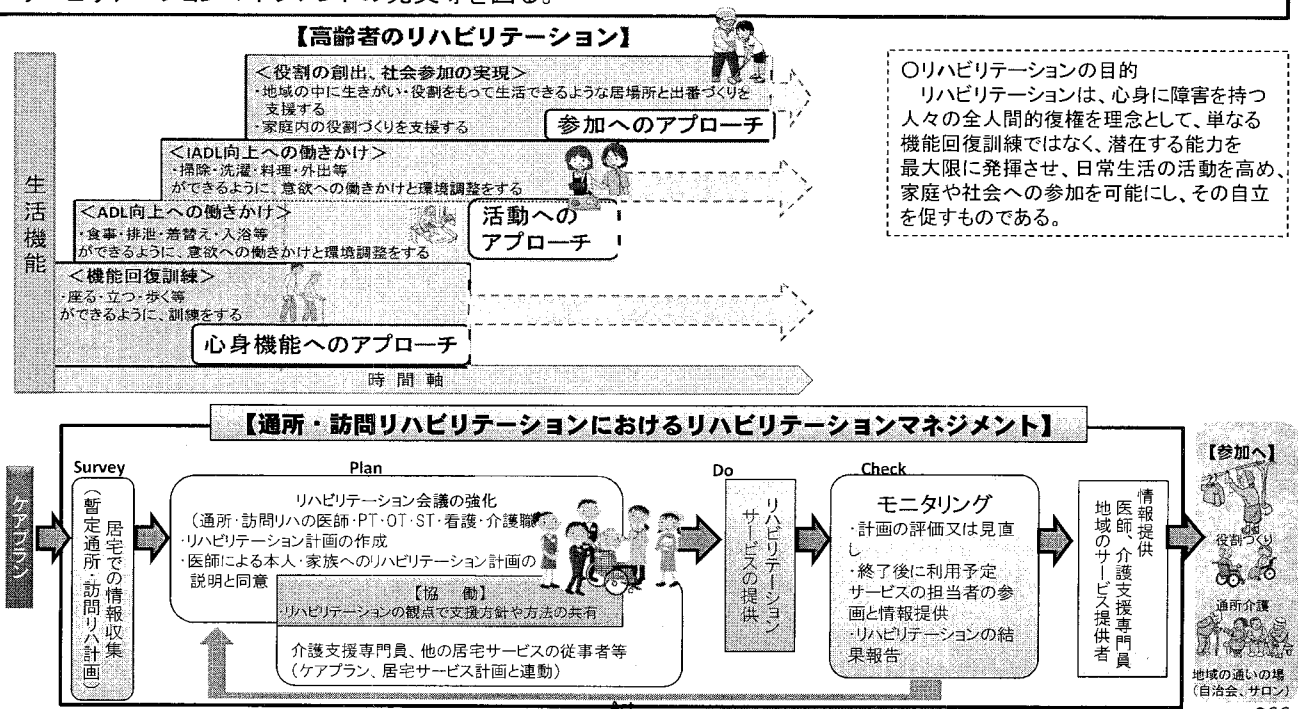 【高齢者のリハビリテーション】
<役割の創出、社会参加の実現>
・地域の中に生きがい・役割をもって生活できるような居場所と出番づくりを
支援する
・家庭内の役割づくりを支援する
参加へのアプローチ
<IADL向上への働きかけ>
・掃除・洗濯・料理・外出等
ができるように、意欲への働きかけと環境調整をする
<ADL向上への働きかけ>
・食事・排泄・着替え・入浴等
ができるように、意欲への働きかけと環境調整をする
活動への
アプローチ
<機能回復訓練>
・座る・立つ・歩く等
ができるように、訓練をする
心身機能へのアプローチ
生活機能
時間軸
○リハビリテーションの目的
リハビリテーションは、心身に障害を持つ
人々の全人間的復権を理念として、単なる
機能回復訓練ではなく、潜在する能力を
最大限に発揮させ、日常生活の活動を高め、
家庭や社会への参加を可能にし、その自立
を促すものである。
【通所・訪問リハビリテーションにおけるリハビリテーションマネジメント】
ケアプラン
Survey
居宅での情報収集
(暫定通所・訪問リハ計画)
Plan
リハビリテーション会議の強化
(通所・訪問リハの医師・PT・OT・ST・看護・介護職
・リハビリテーション計画の作成
・医師による本人・家族へのリハビリテーション計画の
説明と同意
【協働】
・リハビリテーションの観点で支援方針や方法の共有
介護支援専門員、他の居宅サービスの従事者等
(ケアプラン、居宅サービス計画と連動)
Do
リハビリテーション
サービスの提供
Check
モニタリング
・計画の評価又は見直
し
・終了後に利用予定
サービスの担当者の参
画と情報提供
・リハビリテーションの結
果報告
情報提供
医師、介護支援専門員
地域のサービス提供者
【参加へ】
役割づくり
通所介護
地域の通いの場
(自治会、サロン)